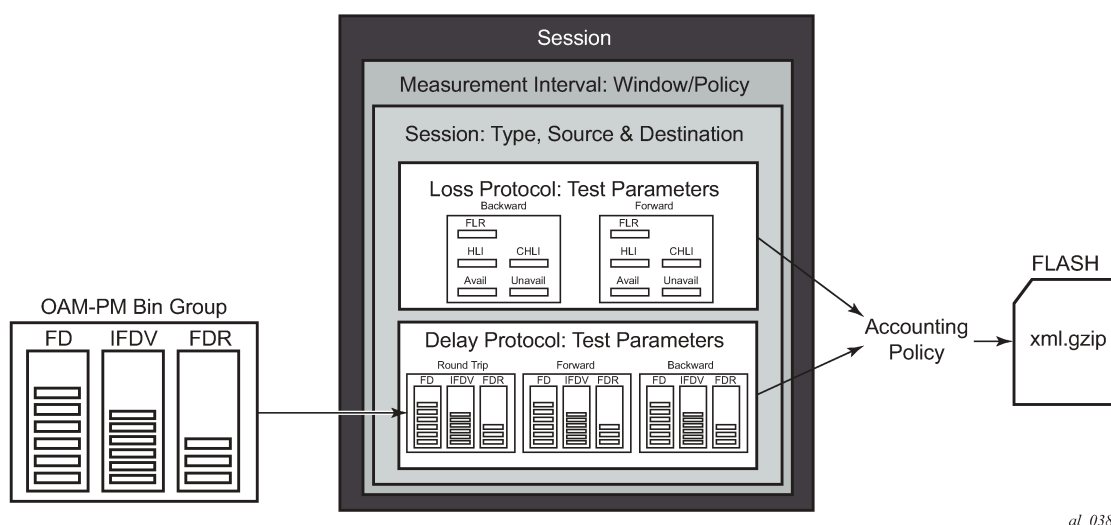 Session
Measurement Interval: Window/Policy
Session: Type, Source & Destination
Loss Protocol: Test Parameters
Backward
FLR
HLI CHLI
Avail Unavail
Forward
FLR
HLI CHLI
Avail Unavail
OAM-PM Bin Group
FD IFDV FDR
Delay Protocol: Test Parameters
Round Trip
FD IFDV FDR
Forward
FD IFDV FDR
Backward
FD IFDV FDR
Accounting
Policy
FLASH
xml.gzip
al_038